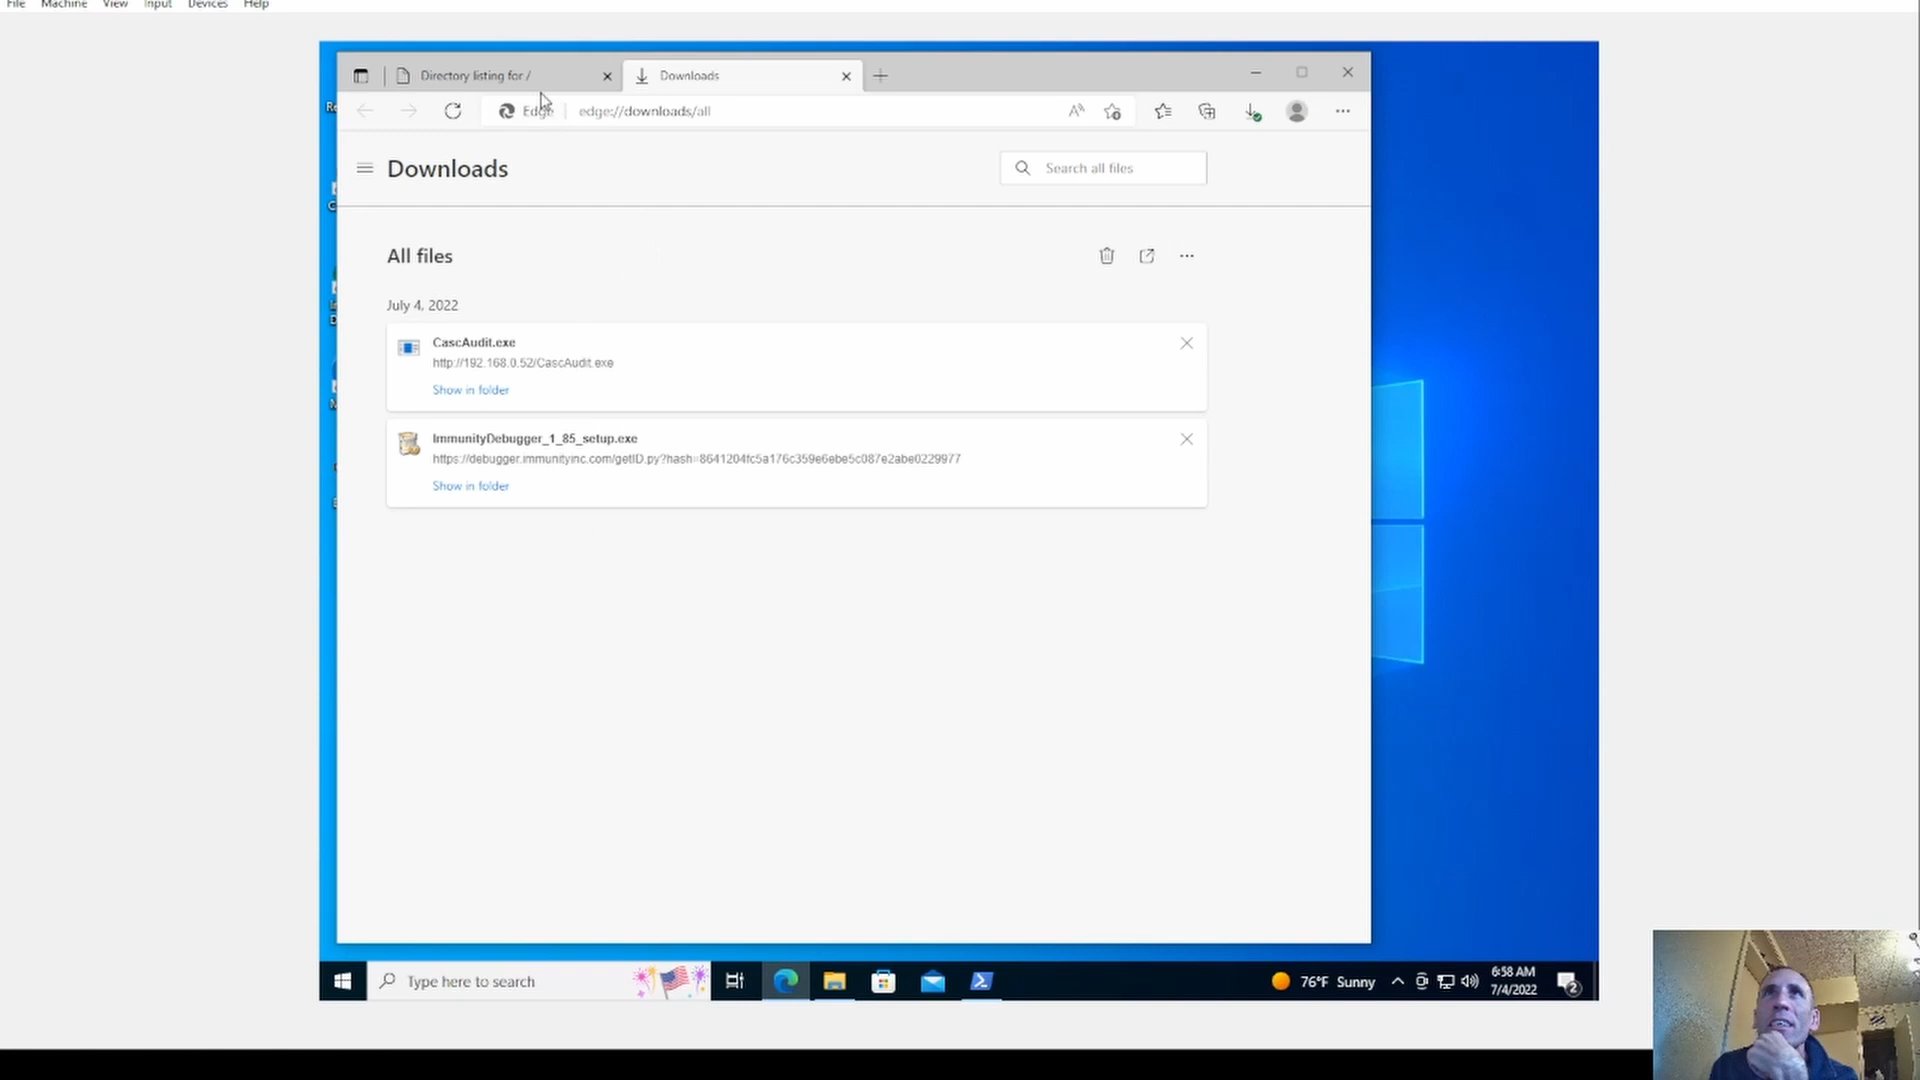 File Machine View Input Devices Help
Directory listing for /
Downloads
Edge
edge://downloads/all
Downloads
Search all files
All files
July 4, 2022
CascAudit.exe
http://192.168.0.52/CascAudit.exe
Show in folder
ImmunityDebugger_1_85_setup.exe
https://debugger.immunityinc.com/getID.py?hash=8641204fc5a176c359e6ebe5c087e2abe0229977
Show in folder
Type here to search
76°F Sunny
6:58 AM
7/4/2022
2